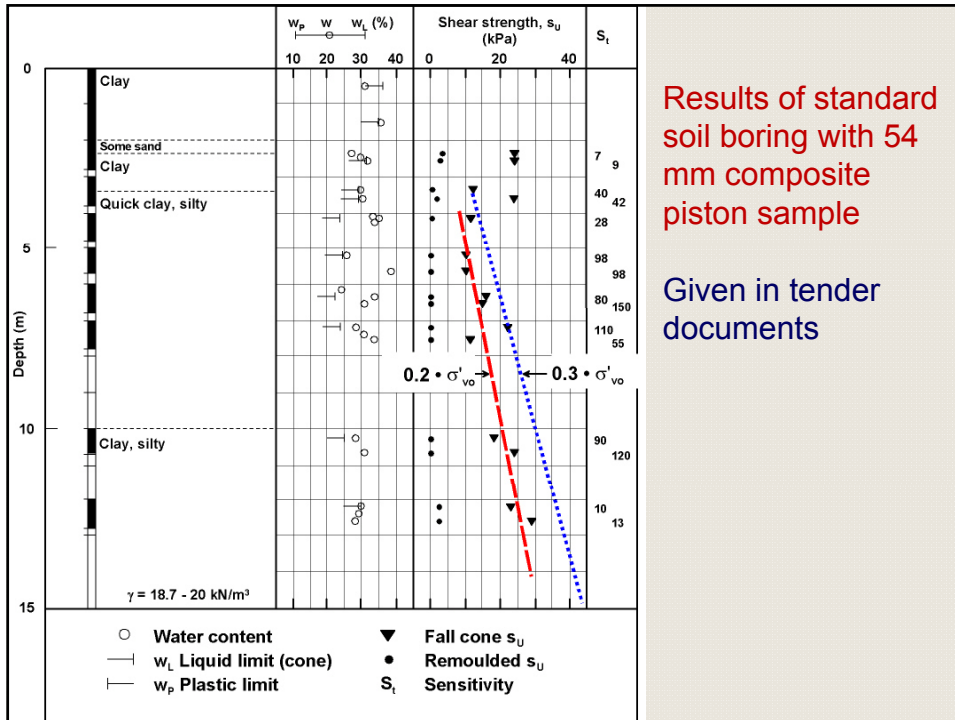 w_P w w_L (%)
10 20 30 40
Shear strength, s_U
(kPa)
0 20 40
S_t
Depth (m)
0
5
10
15
Clay
Some sand
Clay
Quick clay, silty
Clay, silty
γ = 18.7 - 20 kN/m³
7 9
40 42
28
98 98
80 150
110 55
90 120
10 13
0.2 • σ'vo
0.3 • σ'vo
○ Water content
w_L Liquid limit (cone)
w_P Plastic limit
▼ Fall cone s_U
● Remoulded s_U
S_t Sensitivity
Results of standard
soil boring with 54
mm composite
piston sample
Given in tender
documents